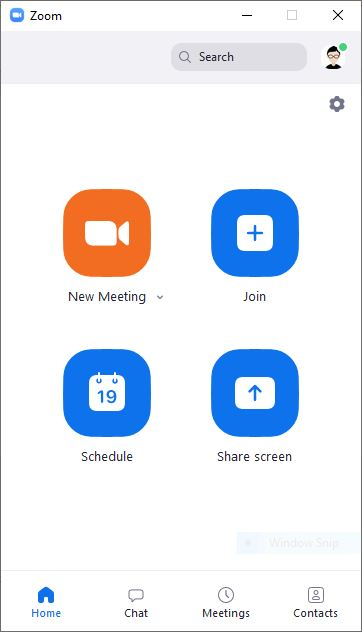 Zoom
Search
New Meeting
Join
19
Schedule
Share screen
Window Snip
Home
Chat
Meetings
Contacts